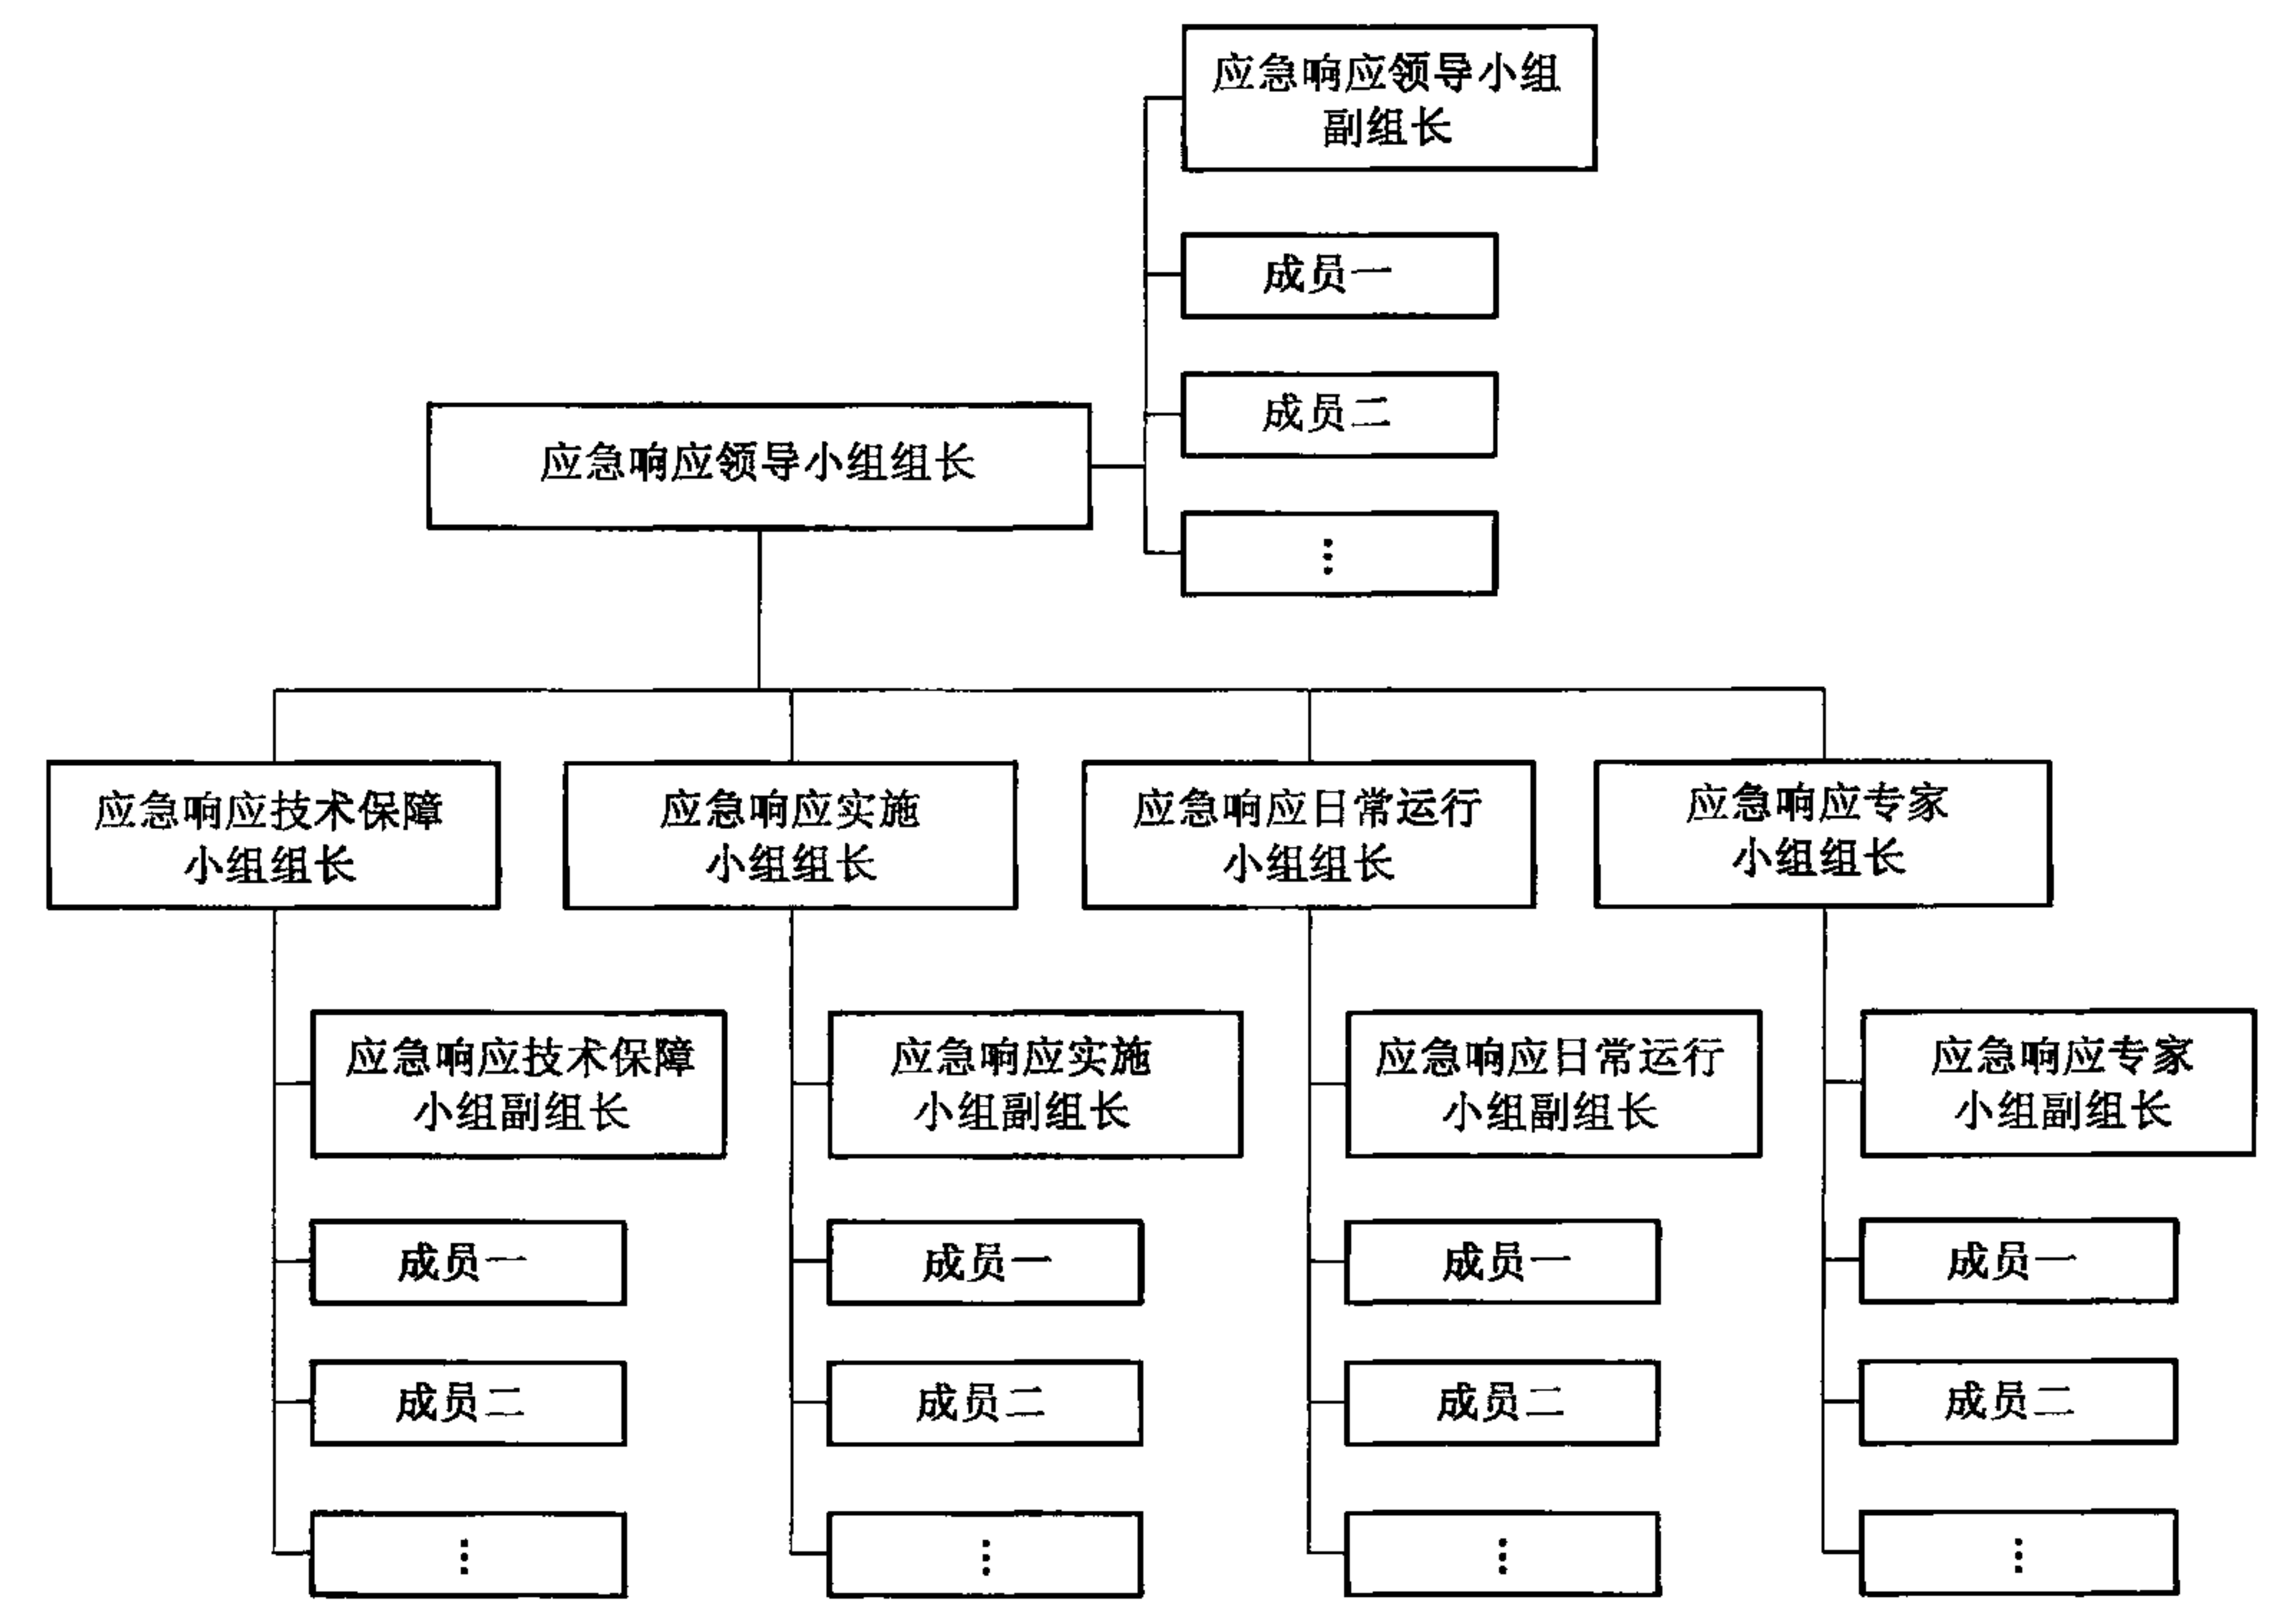 应急响应领导小组
副组长
成员一
成员二
⋮
应急响应领导小组组长
应急响应技术保障
小组组长
应急响应实施
小组组长
应急响应日常运行
小组组长
应急响应专家
小组组长
应急响应技术保障
小组副组长
应急响应实施
小组副组长
应急响应日常运行
小组副组长
应急响应专家
小组副组长
成员一
成员一
成员一
成员一
成员二
成员二
成员二
成员二
⋮
⋮
⋮
⋮